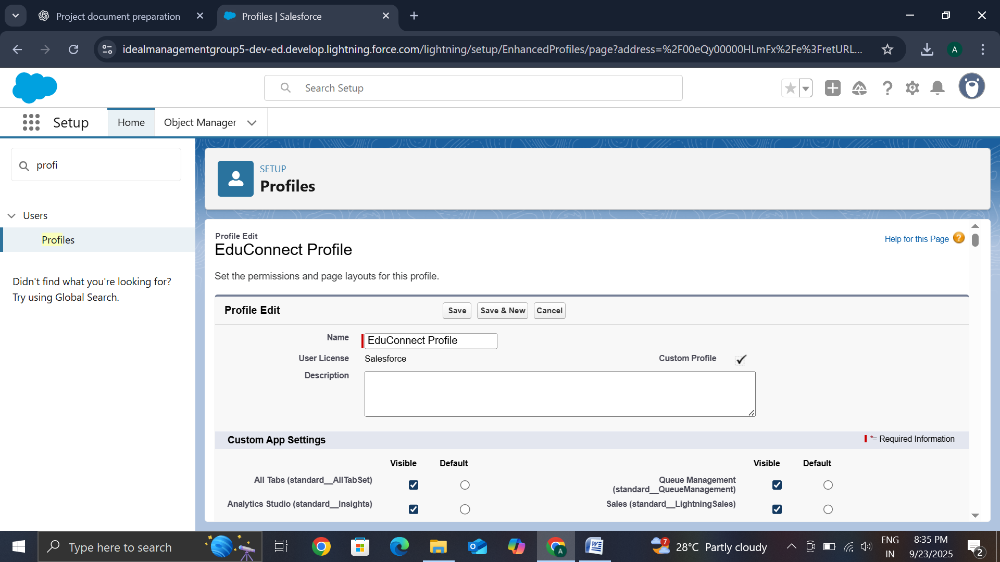 Project document preparation
Profiles | Salesforce
idealmanagementgroup5-dev-ed.develop.lightning.force.com/lightning/setup/EnhancedProfiles/page?address=%2F00eQy00000HLmFx%2Fe%3FretURL...
A
Search Setup
Setup
Home
Object Manager
profi
Users
Profiles
Didn't find what you're looking for?
Try using Global Search.
SETUP
Profiles
Profile Edit
EduConnect Profile
Help for this Page
Set the permissions and page layouts for this profile.
Profile Edit
Save
Save & New
Cancel
Name
EduConnect Profile
User License
Salesforce
Custom Profile
Description
Custom App Settings
*= Required Information
Visible
Default
Visible
Default
All Tabs (standard__AllTabSet)
Queue Management
(standard__QueueManagement)
Analytics Studio (standard__Insights)
Sales (standard__LightningSales)
Type here to search
7
28°C Partly cloudy
ENG
IN
8:35 PM
9/23/2025
2